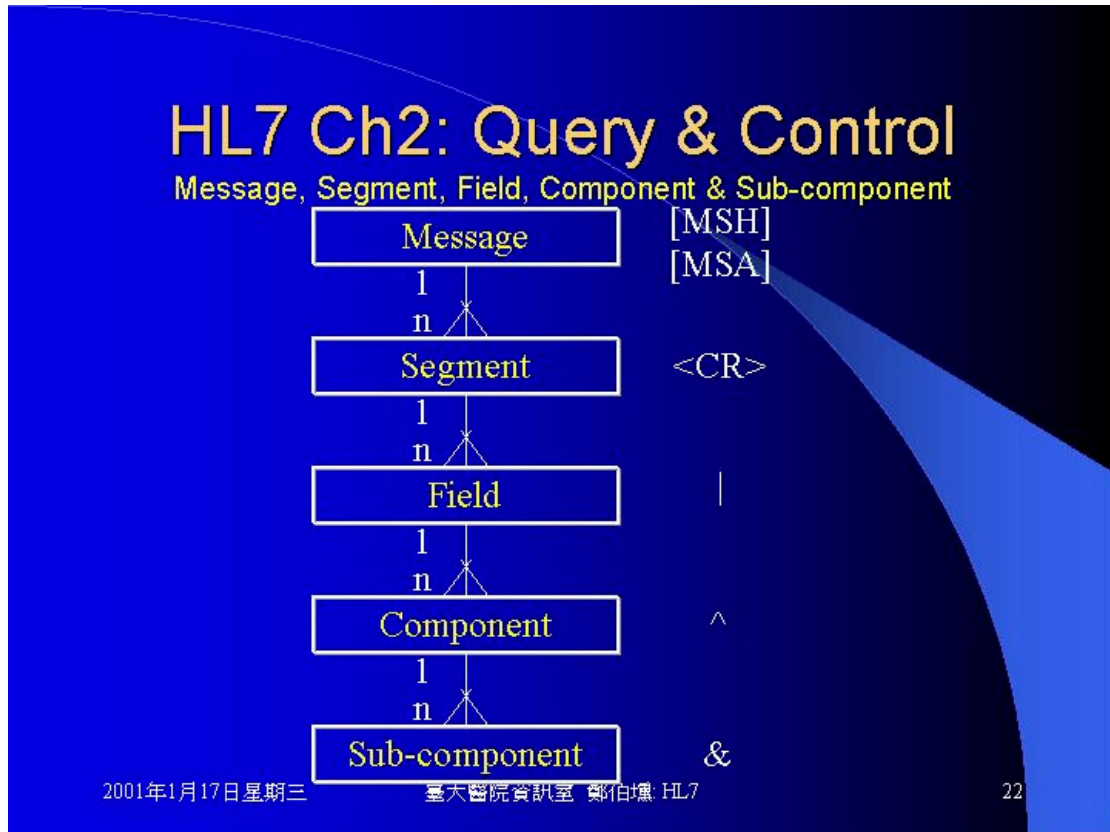 HL7 Ch2: Query & Control
Message, Segment, Field, Component & Sub-component
Message [MSH]
[MSA]
1
n
Segment <CR>
1
n
Field |
1
n
Component ^
1
n
Sub-component &
2001年1月17日星期三 臺大醫院資訊室 鄭伯壎: HL7 22